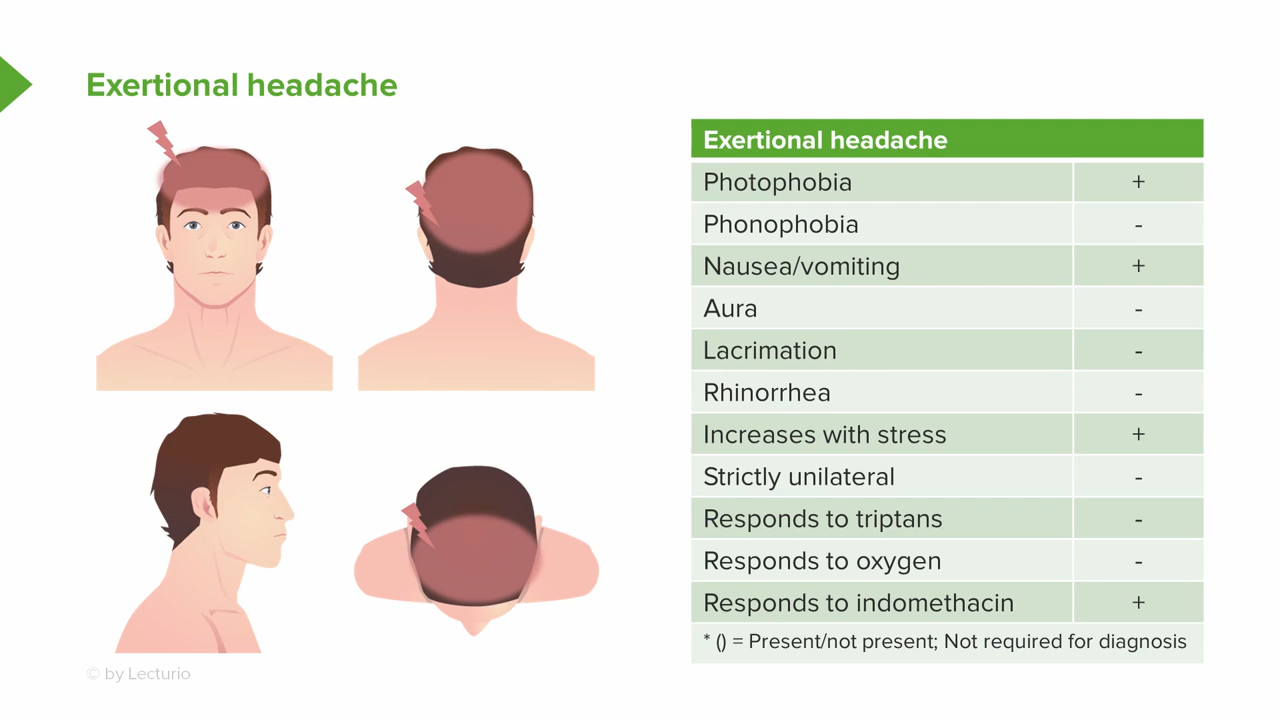 Exertional headache
Exertional headache
Photophobia +
Phonophobia -
Nausea/vomiting +
Aura -
Lacrimation -
Rhinorrhea -
Increases with stress +
Strictly unilateral -
Responds to triptans -
Responds to oxygen -
Responds to indomethacin +
* () = Present/not present; Not required for diagnosis
© by Lecturio